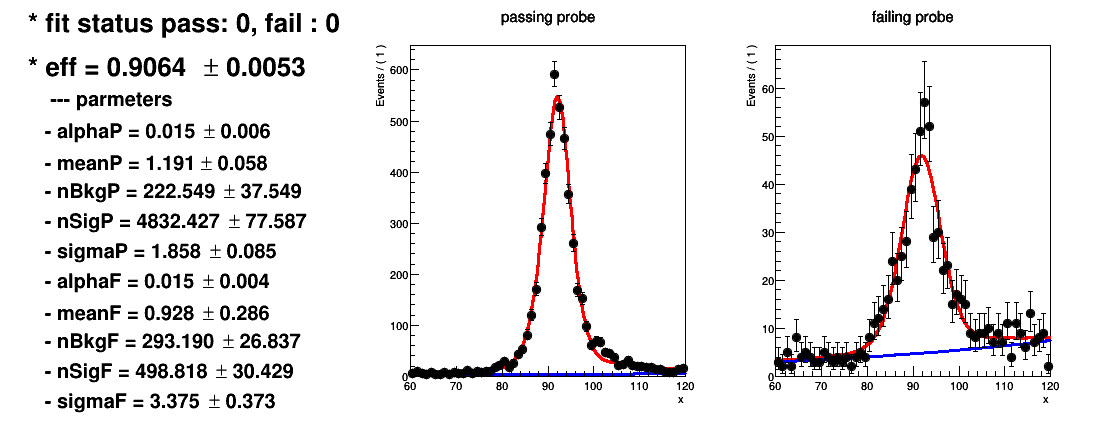 * fit status pass: 0, fail : 0
* eff = 0.9064 ± 0.0053
--- parmeters
- alphaP = 0.015 ± 0.006
- meanP = 1.191 ± 0.058
- nBkgP = 222.549 ± 37.549
- nSigP = 4832.427 ± 77.587
- sigmaP = 1.858 ± 0.085
- alphaF = 0.015 ± 0.004
- meanF = 0.928 ± 0.286
- nBkgF = 293.190 ± 26.837
- nSigF = 498.818 ± 30.429
- sigmaF = 3.375 ± 0.373
passing probe
Events / ( 1 )
600
500
400
300
200
100
0
60 70 80 90 100 110 120
x
failing probe
Events / ( 1 )
60
50
40
30
20
10
0
60 70 80 90 100 110 120
x